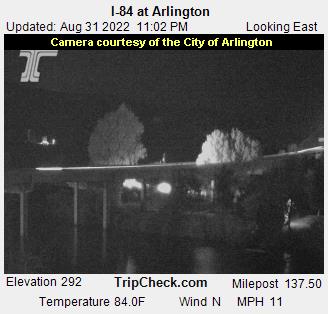 I-84 at Arlington
Updated: Aug 31 2022 11:02 PM Looking East
Camera courtesy of the City of Arlington
Elevation 292 TripCheck.com Milepost 137.50
Temperature 84.0F Wind N MPH 11